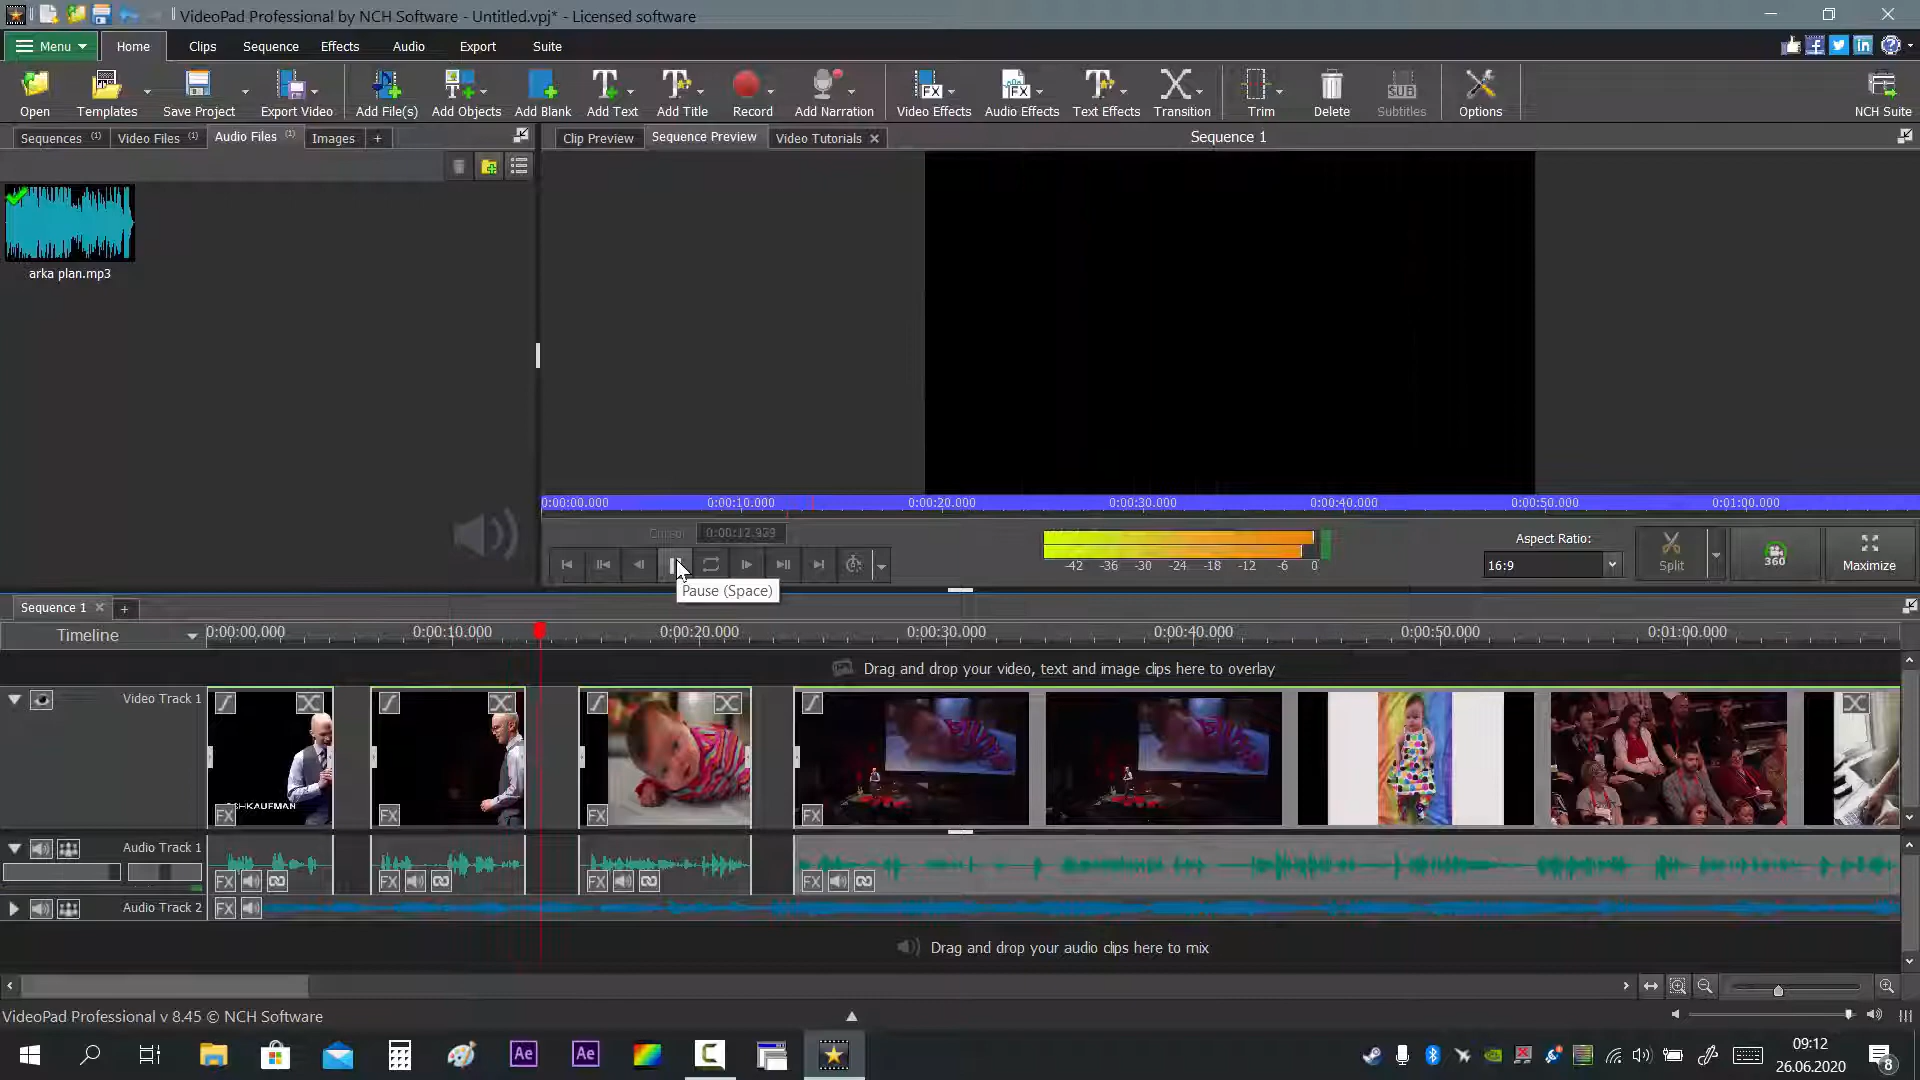 VideoPad Professional by NCH Software - Untitled.vpj* - Licensed software
Menu Home Clips Sequence Effects Audio Export Suite
Open Templates Save Project Export Video Add File(s) Add Objects Add Blank Add Text Add Title Record Add Narration Video Effects Audio Effects Text Effects Transition Trim Delete Subtitles Options NCH Suite
Sequences (1) Video Files (1) Audio Files (1) Images + Clip Preview Sequence Preview Video Tutorials Sequence 1
arka plan.mp3
0:00:00.000 0:00:10.000 0:00:20.000 0:00:30.000 0:00:40.000 0:00:50.000 0:01:00.000
Cursor 0:00:12.939
Aspect Ratio:
16:9
-42 -36 -30 -24 -18 -12 -6 0
Split 360 Maximize
Pause (Space)
Sequence 1 +
Timeline 0:00:00.000 0:00:10.000 0:00:20.000 0:00:30.000 0:00:40.000 0:00:50.000 0:01:00.000
Drag and drop your video, text and image clips here to overlay
Video Track 1
FX FX FX FX
Audio Track 1
FX FX FX FX
Audio Track 2 FX
Drag and drop your audio clips here to mix
VideoPad Professional v 8.45 © NCH Software
Ae Ae
09:12
26.06.2020
8